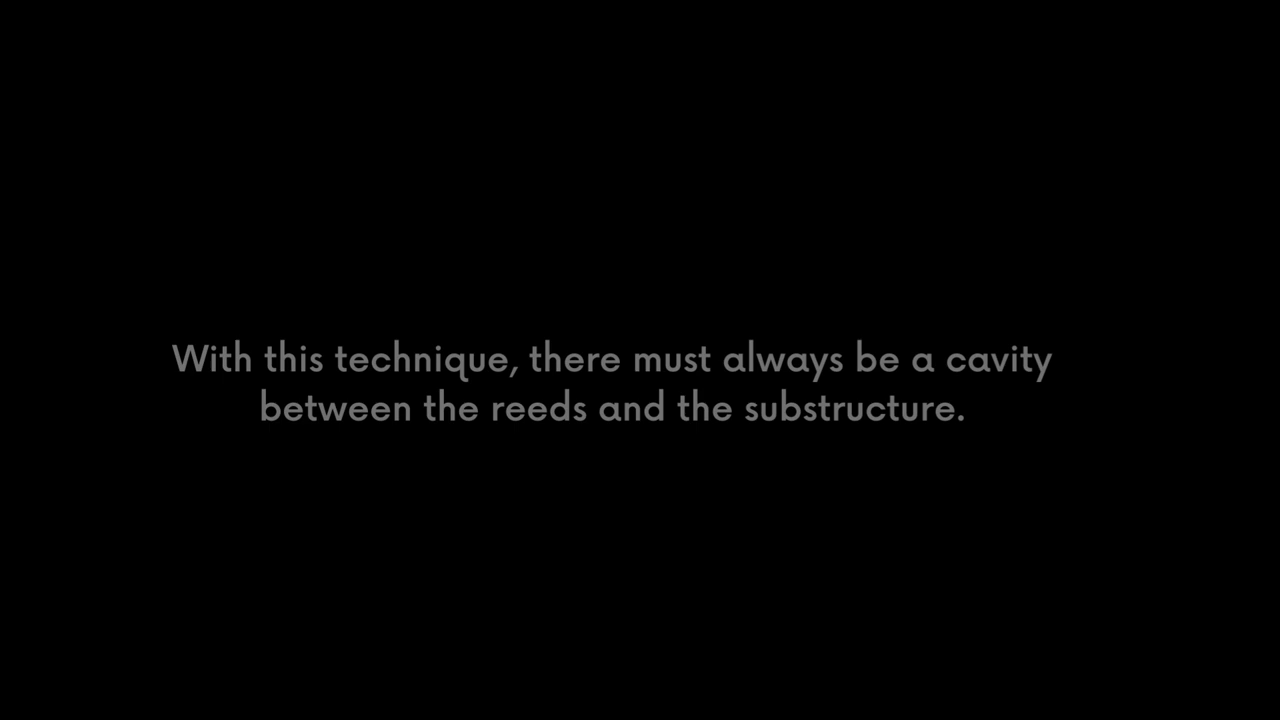 With this technique, there must always be a cavity
between the reeds and the substructure.